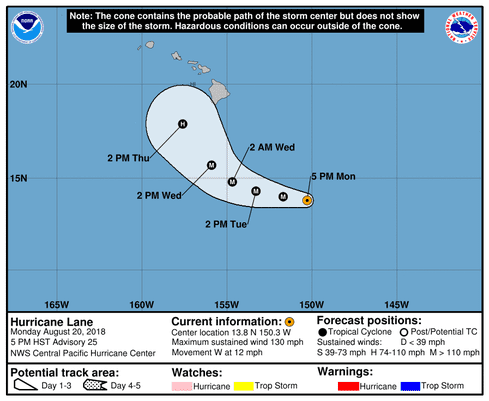 Note: The cone contains the probable path of the storm center but does not show
the size of the storm. Hazardous conditions can occur outside of the cone.
NOAA
HI
20N
2 AM Wed
2 PM Thu
H
5 PM Mon
15N
M
M
M
M
2 PM Wed
2 PM Tue
165W
160W
155W
150W
145W
Hurricane Lane
Monday August 20, 2018
5 PM HST Advisory 25
NWS Central Pacific Hurricane Center
Current information:
Center location 13.8 N 150.3 W
Maximum sustained wind 130 mph
Movement W at 12 mph
Forecast positions:
Tropical Cyclone Post/Potential TC
Sustained winds: D < 39 mph
S 39-73 mph H 74-110 mph M > 110 mph
Potential track area:
Day 1-3 Day 4-5
Watches:
Hurricane Trop Storm
Warnings:
Hurricane Trop Storm